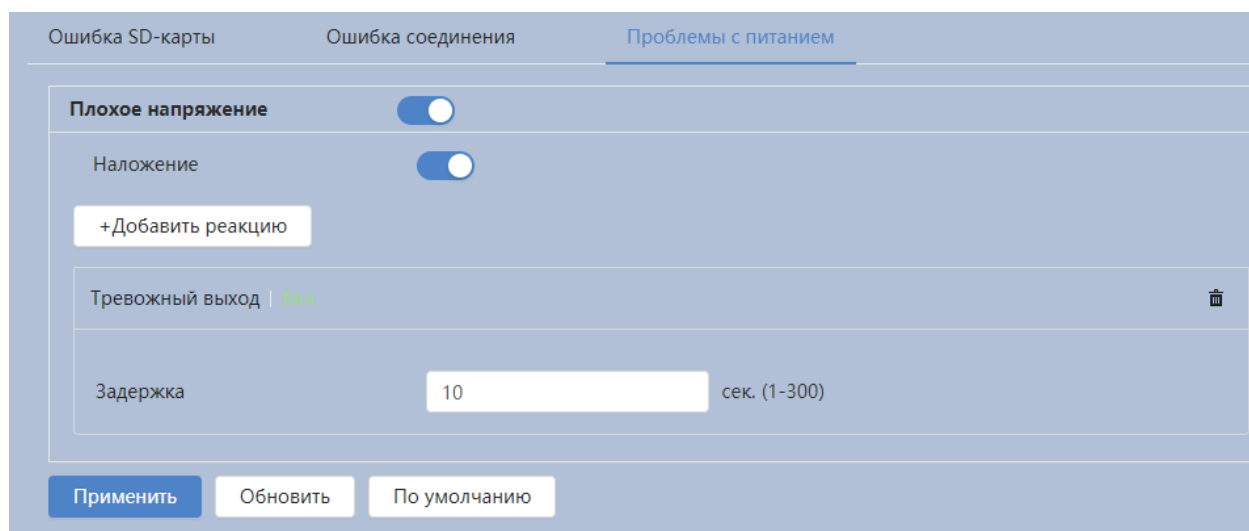 Ошибка SD-карты Ошибка соединения Проблемы с питанием
Плохое напряжение
Наложение
+Добавить реакцию
Тревожный выход | Вкл.
Задержка 10 сек. (1-300)
Применить Обновить По умолчанию